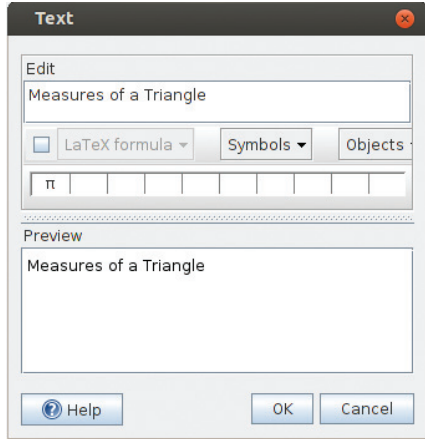 Text
Edit
Measures of a Triangle
LaTeX formula Symbols Objects
π
Preview
Measures of a Triangle
Help OK Cancel